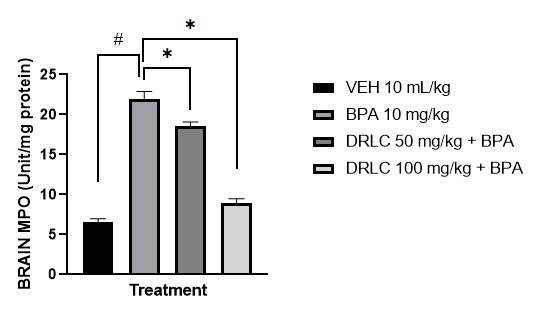 #
*
*
BRAIN MPO (Unit/mg protein)
25
20
15
10
5
0
Treatment
VEH 10 mL/kg
BPA 10 mg/kg
DRLC 50 mg/kg + BPA
DRLC 100 mg/kg + BPA